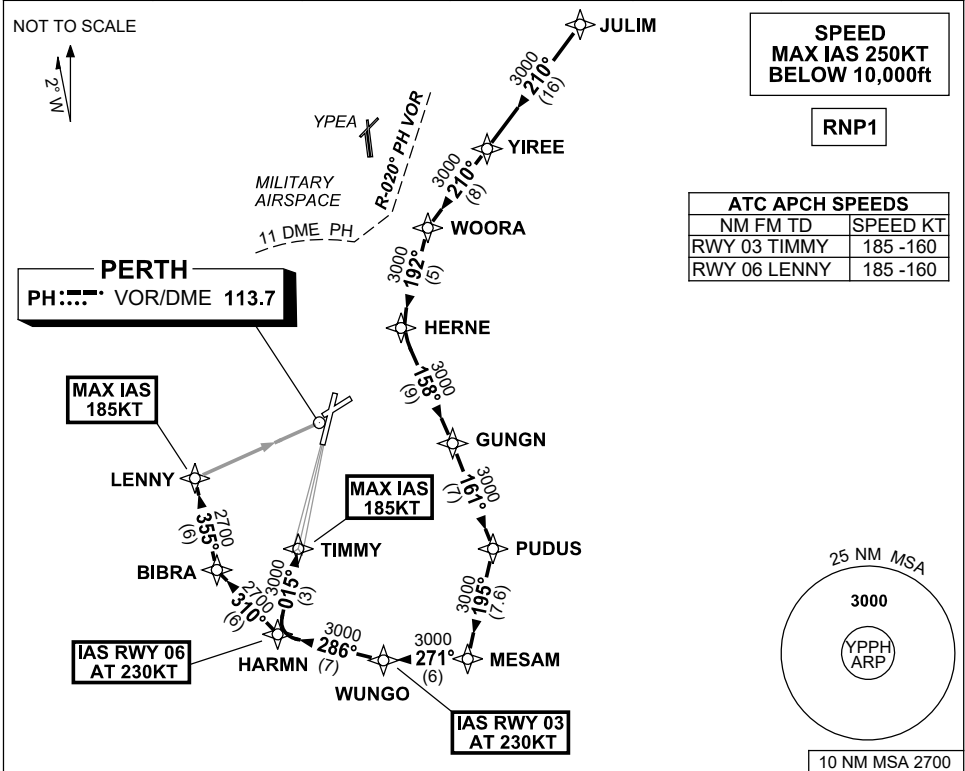 NOT TO SCALE
2° W
JULIM
SPEED
MAX IAS 250KT
BELOW 10,000ft
RNP1
3000
210°
(16)
YPEA
R-020° PH VOR
YIREE
MILITARY
AIRSPACE
11 DME PH
3000
210°
(8)
WOORA
ATC APCH SPEEDS
NM FM TD SPEED KT
RWY 03 TIMMY 185 -160
RWY 06 LENNY 185 -160
3000
192°
(5)
PERTH
PH VOR/DME 113.7
HERNE
3000
158°
(9)
MAX IAS
185KT
GUNGN
LENNY
3000
161°
(7)
MAX IAS
185KT
2700
355°
(6)
TIMMY
PUDUS
BIBRA
3000
015°
(3)
3000
195°
(7.6)
2700
310°
(6)
25 NM MSA
3000
YPPH
ARP
IAS RWY 06
AT 230KT
HARMN
3000
286°
(7)
3000
271°
(6)
MESAM
WUNGO
IAS RWY 03
AT 230KT
10 NM MSA 2700